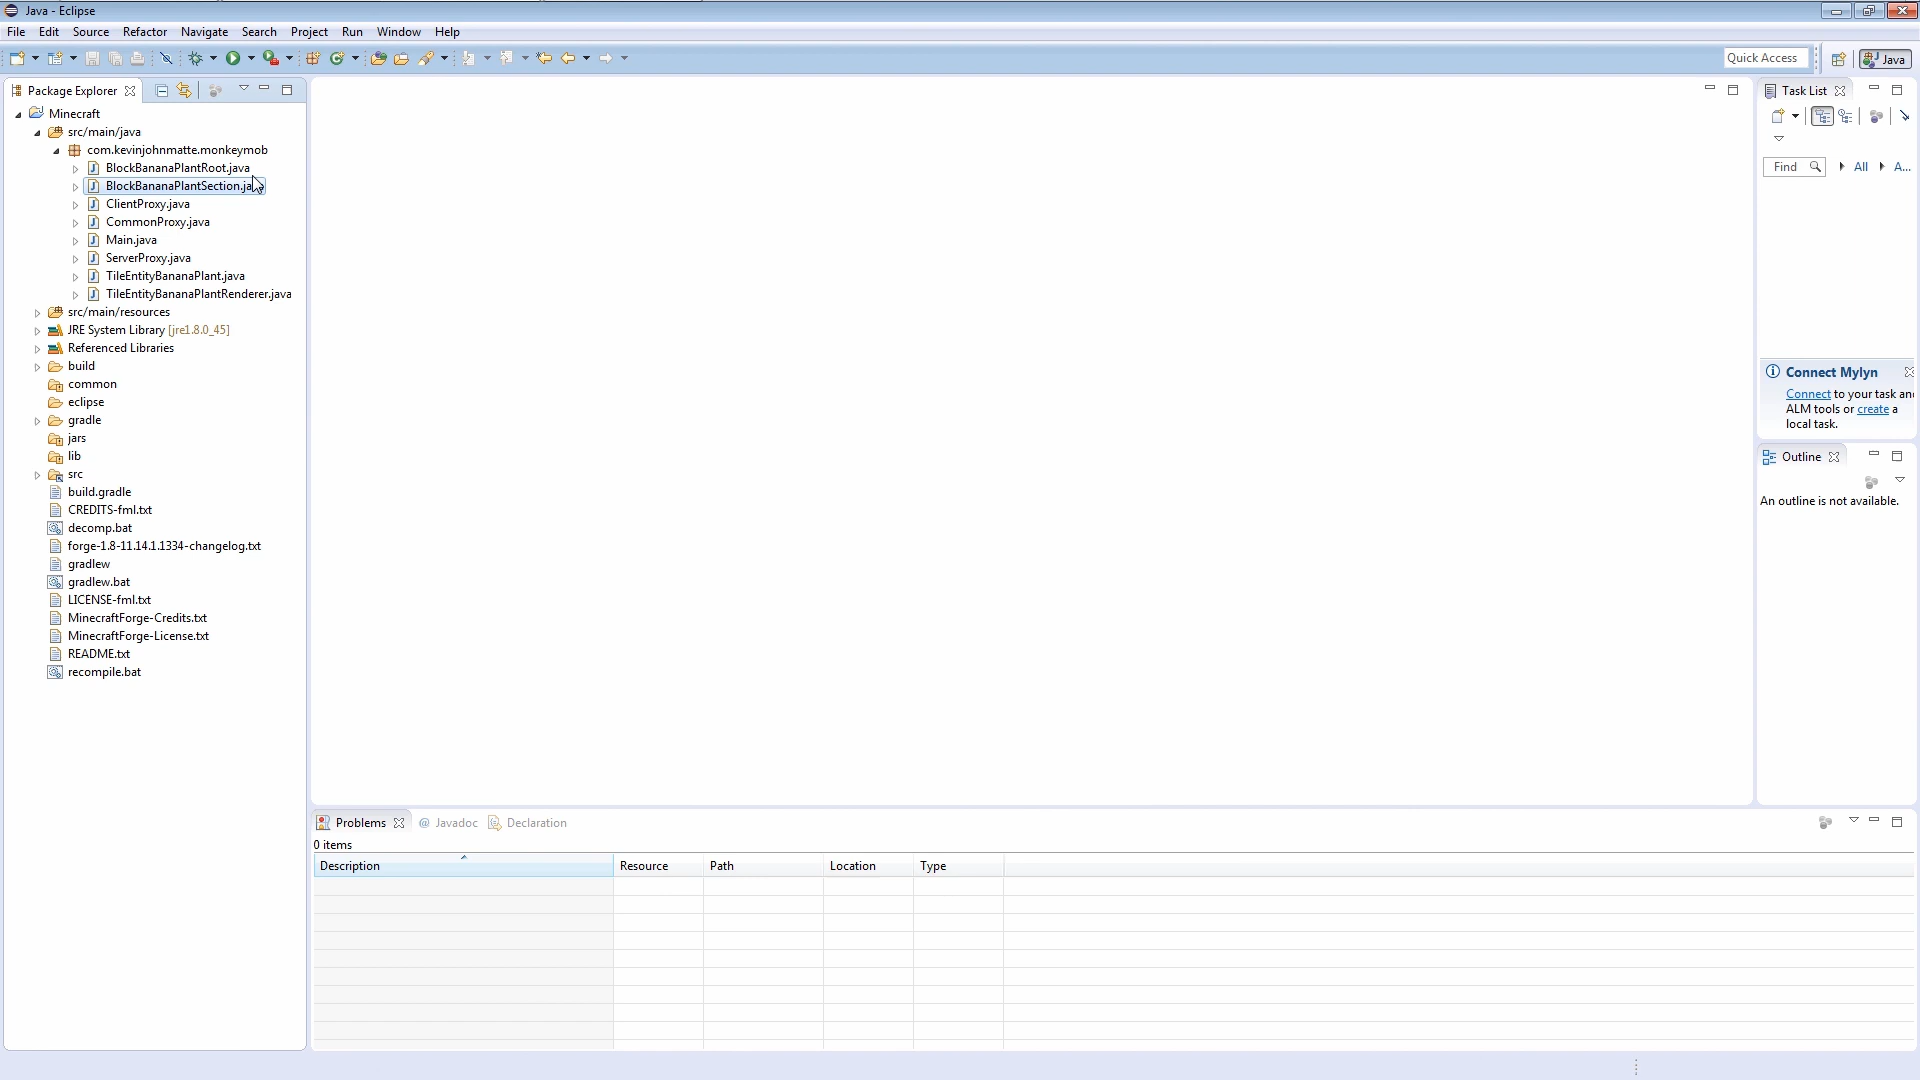 Java - Eclipse
File Edit Source Refactor Navigate Search Project Run Window Help
Quick Access
Java
Package Explorer
Minecraft
src/main/java
com.kevinjohnmatte.monkeymob
BlockBananaPlantRoot.java
BlockBananaPlantSection.java
ClientProxy.java
CommonProxy.java
Main.java
ServerProxy.java
TileEntityBananaPlant.java
TileEntityBananaPlantRenderer.java
src/main/resources
JRE System Library [jre1.8.0_45]
Referenced Libraries
build
common
eclipse
gradle
jars
lib
src
build.gradle
CREDITS-fml.txt
decomp.bat
forge-1.8-11.14.1.1334-changelog.txt
gradlew
gradlew.bat
LICENSE-fml.txt
MinecraftForge-Credits.txt
MinecraftForge-License.txt
README.txt
recompile.bat
Task List
Find All A...
Connect Mylyn
Connect to your task and
ALM tools or create a
local task.
Outline
An outline is not available.
Problems @ Javadoc Declaration
0 items
Description Resource Path Location Type